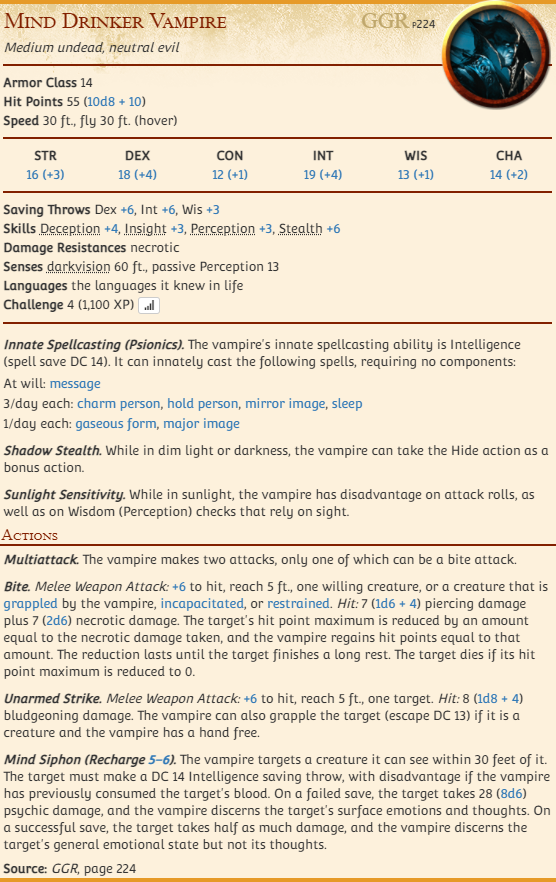 Mind Drinker Vampire
GGR p224
Medium undead, neutral evil
Armor Class 14
Hit Points 55 (10d8 + 10)
Speed 30 ft., fly 30 ft. (hover)
STR DEX CON INT WIS CHA
16 (+3) 18 (+4) 12 (+1) 19 (+4) 13 (+1) 14 (+2)
Saving Throws Dex +6, Int +6, Wis +3
Skills Deception +4, Insight +3, Perception +3, Stealth +6
Damage Resistances necrotic
Senses darkvision 60 ft., passive Perception 13
Languages the languages it knew in life
Challenge 4 (1,100 XP)
Innate Spellcasting (Psionics). The vampire's innate spellcasting ability is Intelligence
(spell save DC 14). It can innately cast the following spells, requiring no components:
At will: message
3/day each: charm person, hold person, mirror image, sleep
1/day each: gaseous form, major image
Shadow Stealth. While in dim light or darkness, the vampire can take the Hide action as a
bonus action.
Sunlight Sensitivity. While in sunlight, the vampire has disadvantage on attack rolls, as
well as on Wisdom (Perception) checks that rely on sight.
Actions
Multiattack. The vampire makes two attacks, only one of which can be a bite attack.
Bite. Melee Weapon Attack: +6 to hit, reach 5 ft., one willing creature, or a creature that is
grappled by the vampire, incapacitated, or restrained. Hit: 7 (1d6 + 4) piercing damage
plus 7 (2d6) necrotic damage. The target's hit point maximum is reduced by an amount
equal to the necrotic damage taken, and the vampire regains hit points equal to that
amount. The reduction lasts until the target finishes a long rest. The target dies if its hit
point maximum is reduced to 0.
Unarmed Strike. Melee Weapon Attack: +6 to hit, reach 5 ft., one target. Hit: 8 (1d8 + 4)
bludgeoning damage. The vampire can also grapple the target (escape DC 13) if it is a
creature and the vampire has a hand free.
Mind Siphon (Recharge 5–6). The vampire targets a creature it can see within 30 feet of it.
The target must make a DC 14 Intelligence saving throw, with disadvantage if the vampire
has previously consumed the target's blood. On a failed save, the target takes 28 (8d6)
psychic damage, and the vampire discerns the target's surface emotions and thoughts. On
a successful save, the target takes half as much damage, and the vampire discerns the
target's general emotional state but not its thoughts.
Source: GGR, page 224